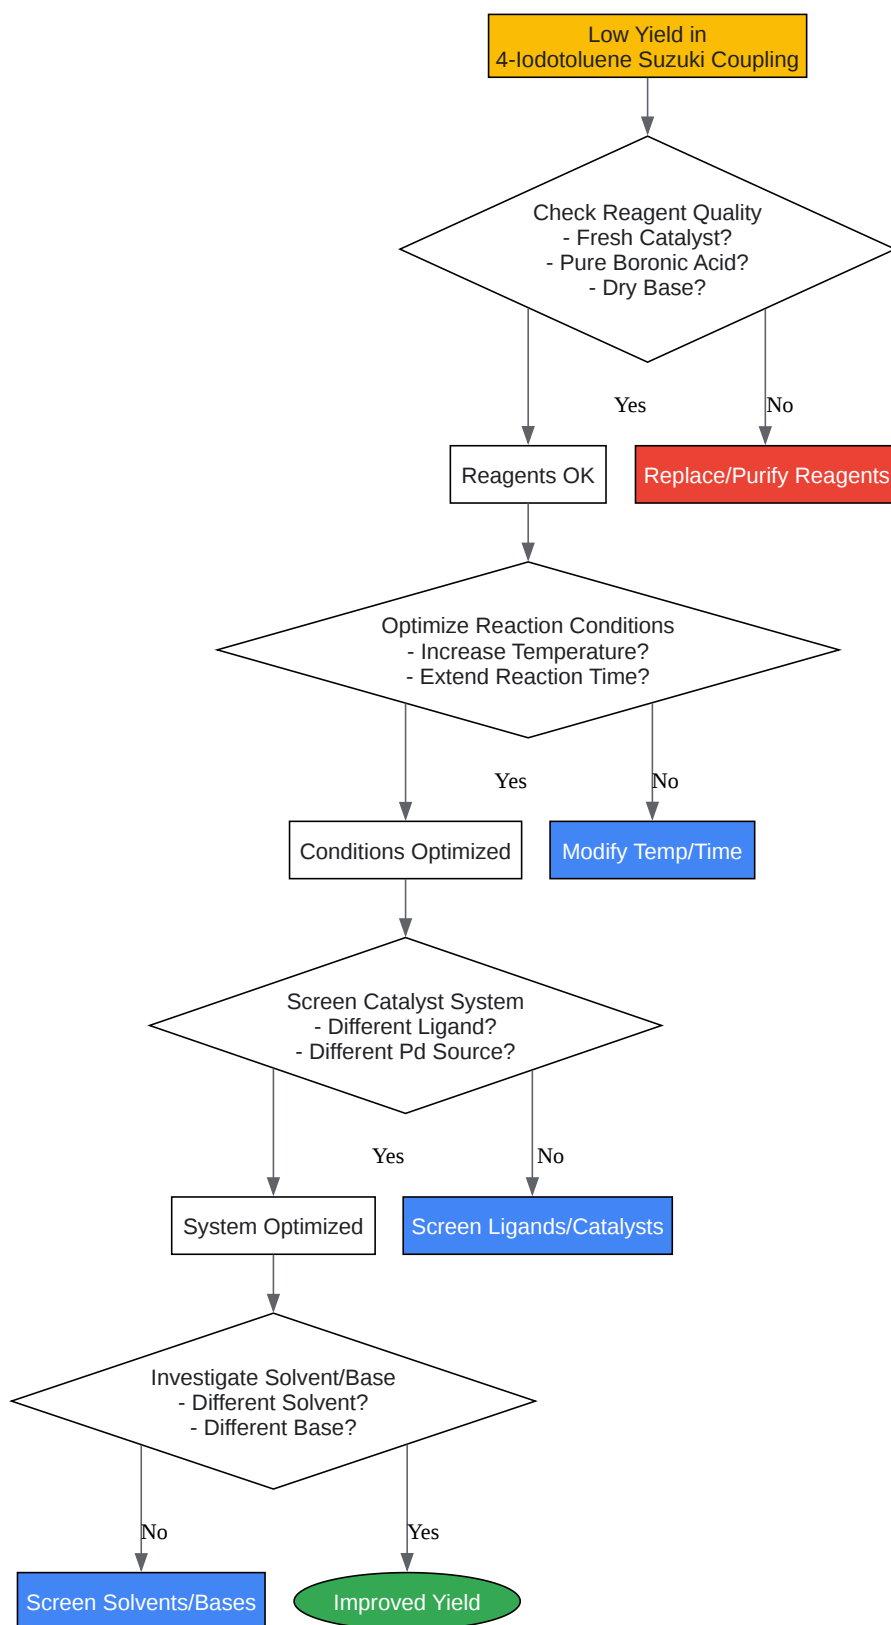 Low Yield in
4-Iodotoluene Suzuki Coupling
Check Reagent Quality
- Fresh Catalyst?
- Pure Boronic Acid?
- Dry Base?
Yes
No
Reagents OK
Replace/Purify Reagents
Optimize Reaction Conditions
- Increase Temperature?
- Extend Reaction Time?
Yes
No
Conditions Optimized
Modify Temp/Time
Screen Catalyst System
- Different Ligand?
- Different Pd Source?
Yes
No
System Optimized
Screen Ligands/Catalysts
Investigate Solvent/Base
- Different Solvent?
- Different Base?
No
Yes
Screen Solvents/Bases
Improved Yield